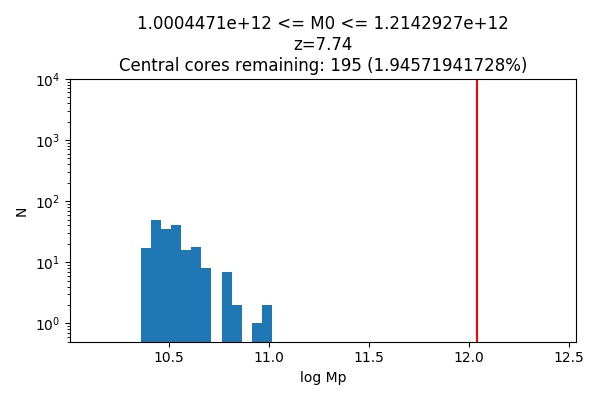 1.0004471e+12 <= M0 <= 1.2142927e+12
z=7.74
Central cores remaining: 195 (1.94571941728%)
10^4
10^3
10^2
10^1
10^0
N
10.5 11.0 11.5 12.0 12.5
log Mp